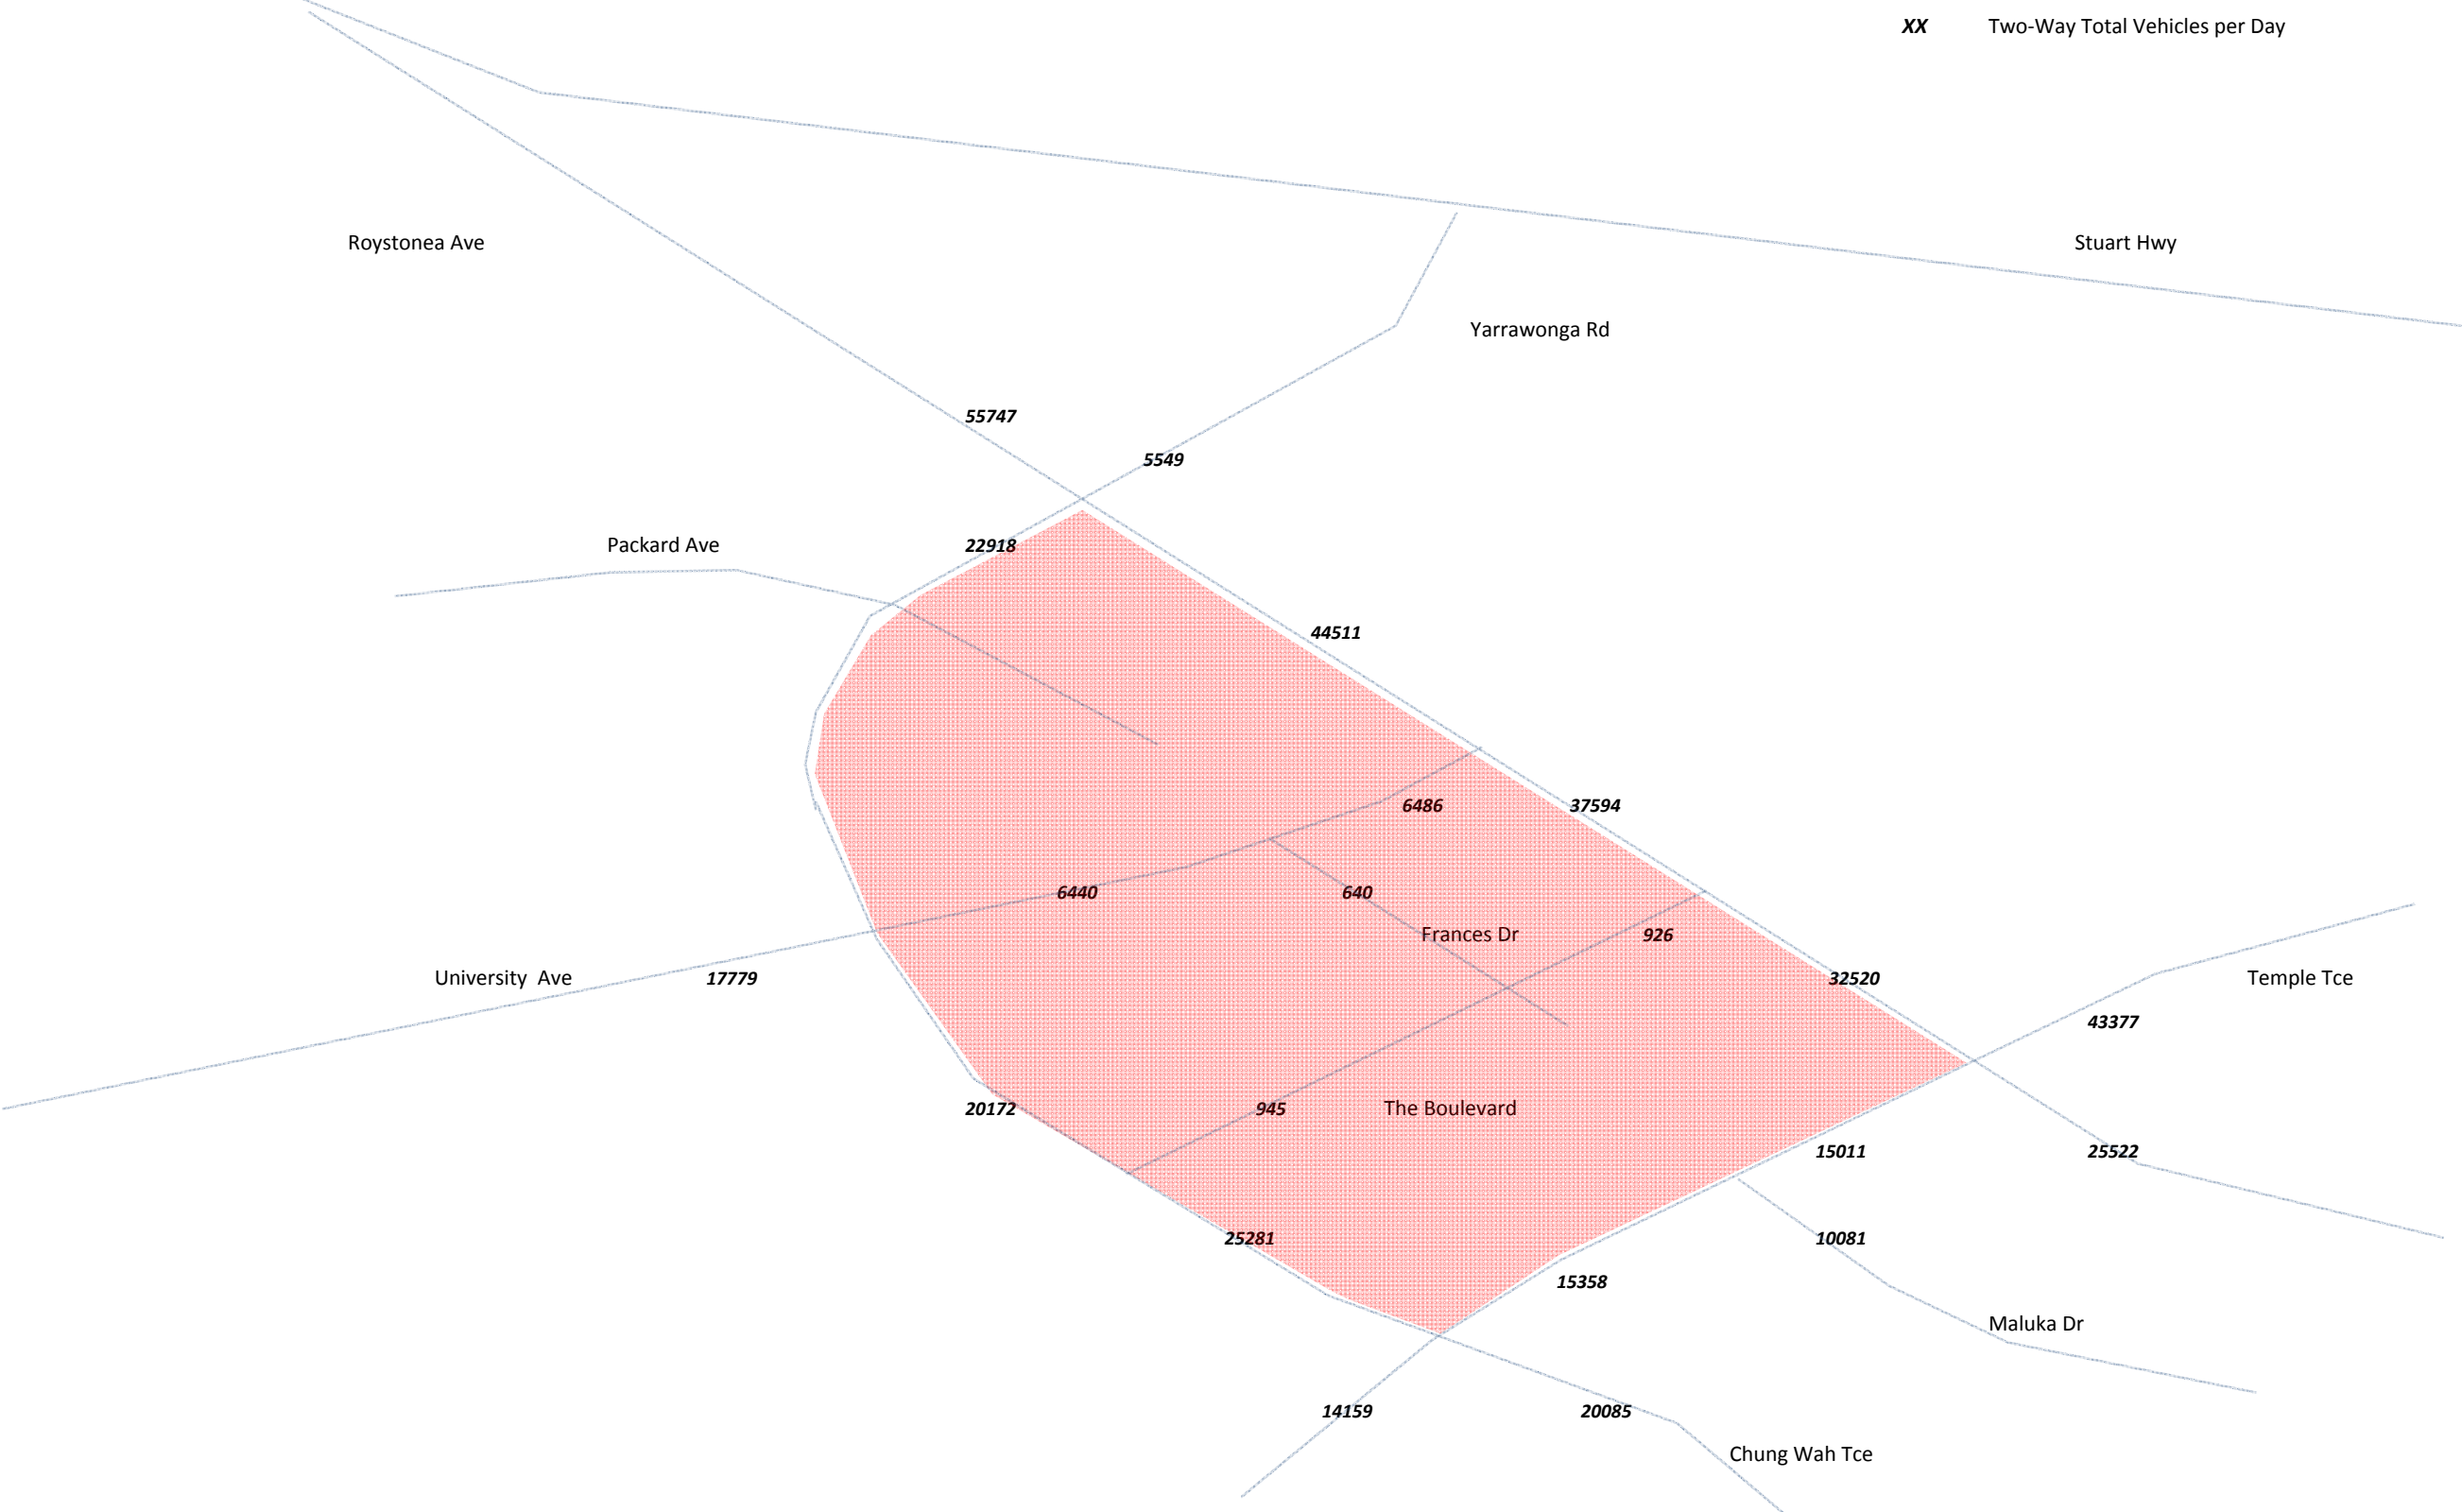 XX Two-Way Total Vehicles per Day
Roystonea Ave
Stuart Hwy
Yarrawonga Rd
55747
5549
Packard Ave
22918
44511
6486
37594
6440
640
Frances Dr
926
University  Ave
17779
32520
Temple Tce
43377
20172
945
The Boulevard
15011
25522
25281
10081
15358
Maluka Dr
14159
20085
Chung Wah Tce